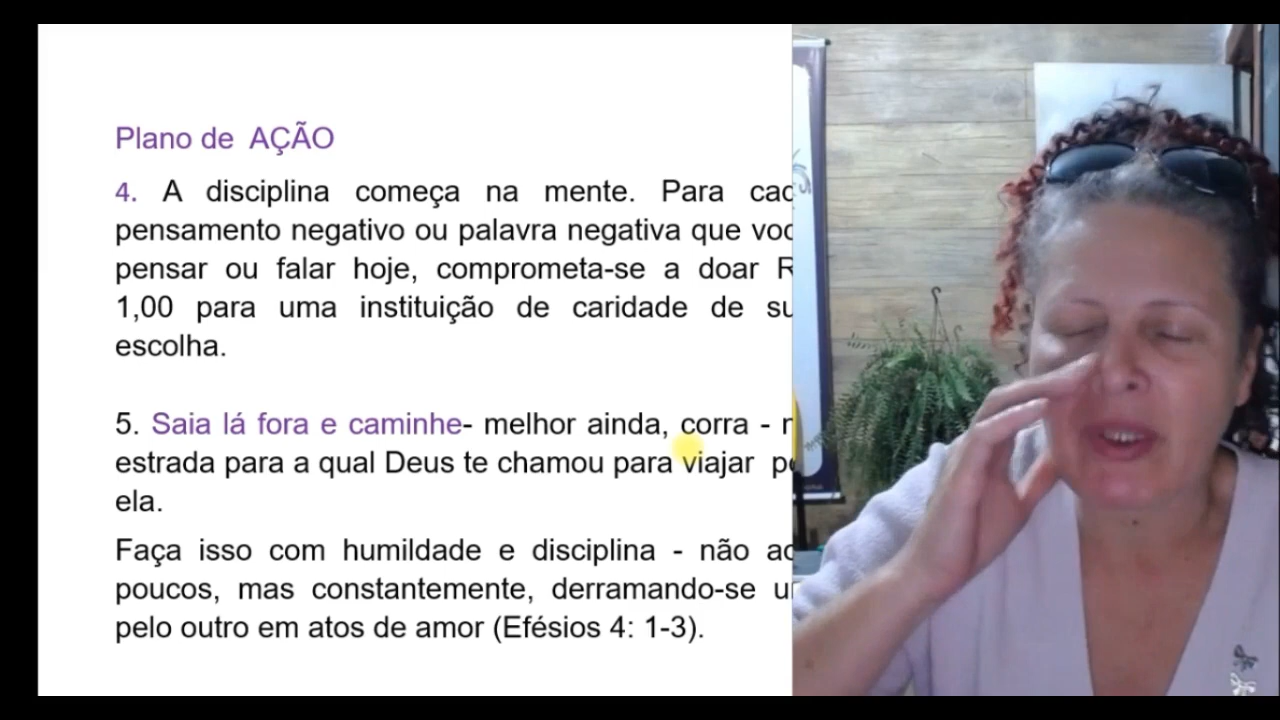 Plano de AÇÃO
4. A disciplina começa na mente. Para
pensamento negativo ou palavra negativa que
pensar ou falar hoje, comprometa-se a doar
1,00 para uma instituição de caridade de
escolha.
5. Saia lá fora e caminhe- melhor ainda, corra -
estrada para a qual Deus te chamou para viajar
ela.
Faça isso com humildade e disciplina - não
poucos, mas constantemente, derramando-se
pelo outro em atos de amor (Efésios 4: 1-3).